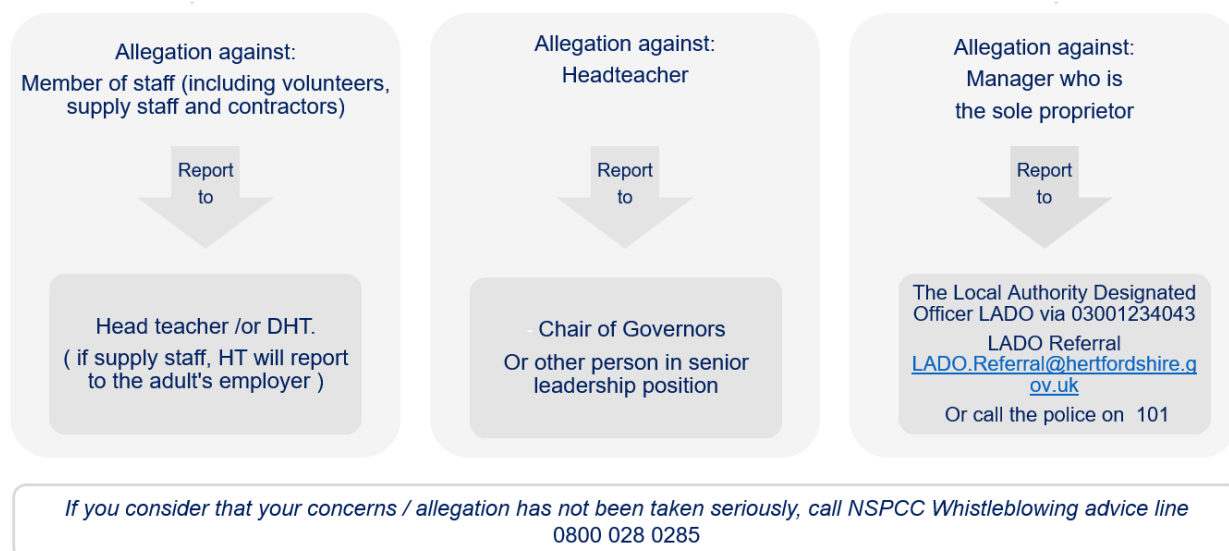 Allegation against:
Member of staff (including volunteers,
supply staff and contractors)
Report
to
Head teacher /or DHT.
( if supply staff, HT will report
to the adult's employer )
Allegation against:
Headteacher
Report
to
- Chair of Governors
Or other person in senior
leadership position
Allegation against:
Manager who is
the sole proprietor
Report
to
The Local Authority Designated
Officer LADO via 03001234043
LADO Referral
LADO.Referral@hertfordshire.g
ov.uk
Or call the police on 101
If you consider that your concerns / allegation has not been taken seriously, call NSPCC Whistleblowing advice line
0800 028 0285